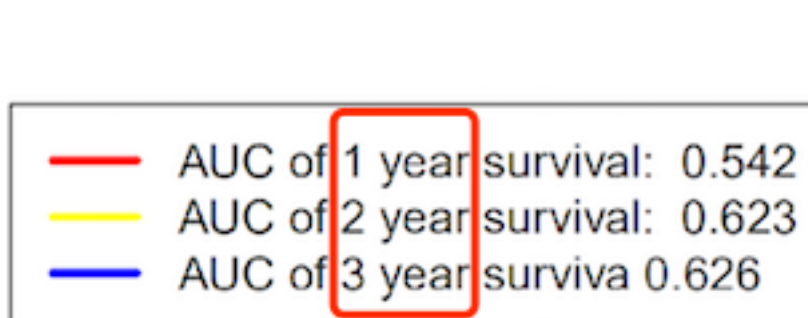 AUC of 1 year survival: 0.542
AUC of 2 year survival: 0.623
AUC of 3 year surviva 0.626